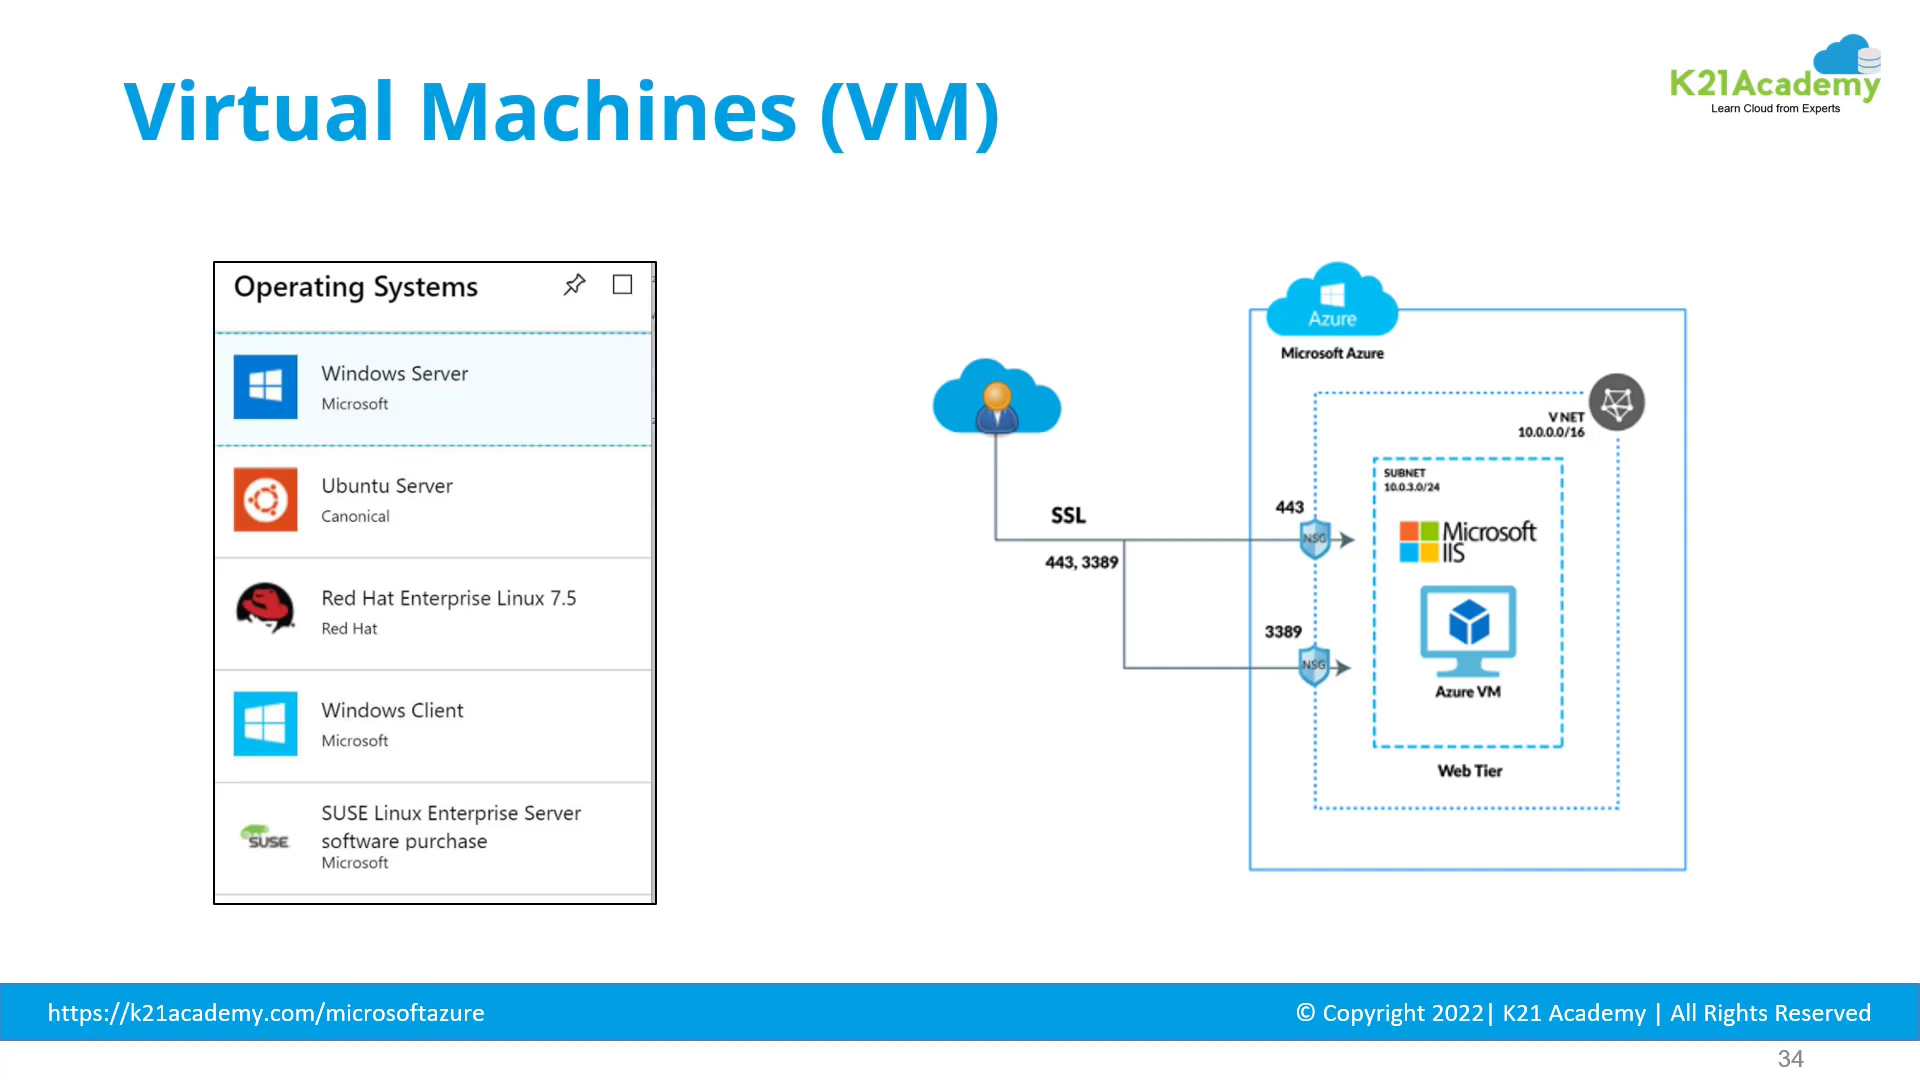 Virtual Machines (VM)
K21Academy
Learn Cloud from Experts
Operating Systems
Windows Server
Microsoft
Ubuntu Server
Canonical
Red Hat Enterprise Linux 7.5
Red Hat
Windows Client
Microsoft
SUSE
SUSE Linux Enterprise Server
software purchase
Microsoft
Azure
Microsoft Azure
V NET
10.0.0.0/16
SUBNET
10.0.3.0/24
SSL
443, 3389
443
NSG
Microsoft
IIS
3389
NSG
Azure VM
Web Tier
https://k21academy.com/microsoftazure
© Copyright 2022| K21 Academy | All Rights Reserved
34